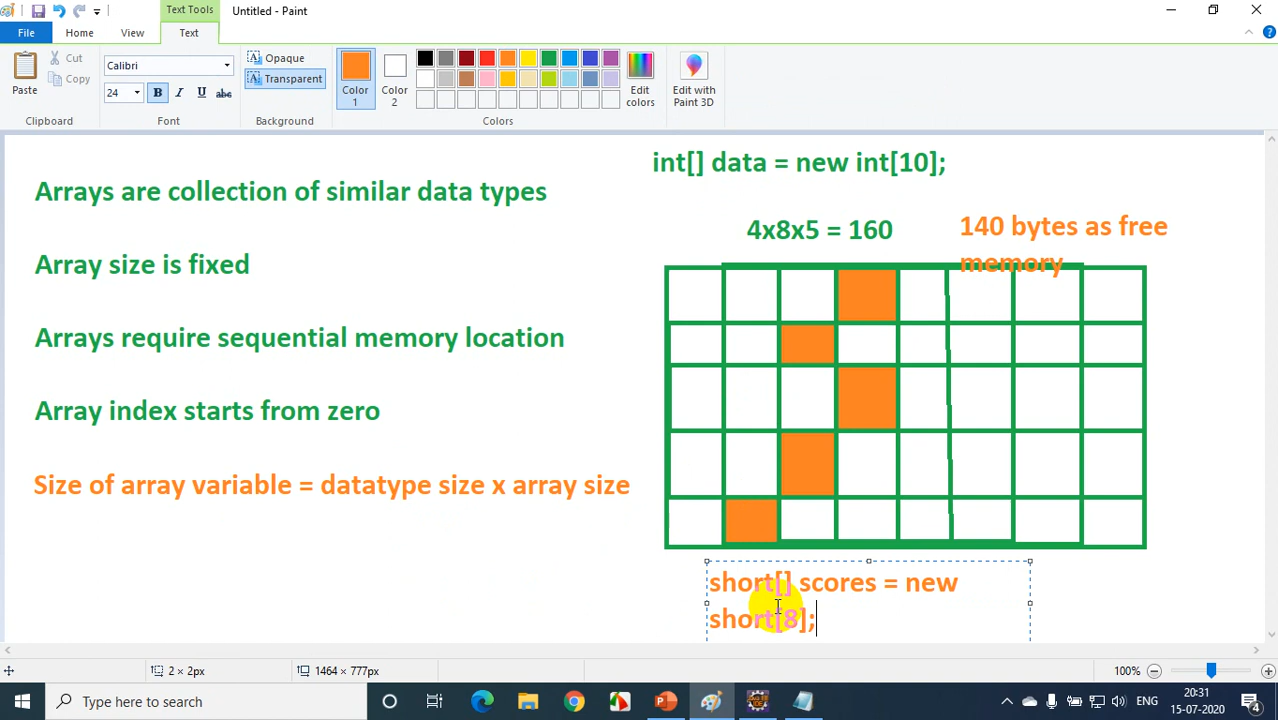 Text Tools
Untitled - Paint
File
Home
View
Text
Paste
Cut
Copy
Clipboard
Calibri
24
B
I
U
abc
Font
Opaque
Transparent
Background
Color 1
Color 2
Edit colors
Colors
Edit with Paint 3D
int[] data = new int[10];
Arrays are collection of similar data types
4x8x5 = 160
140 bytes as free
memory
Array size is fixed
Arrays require sequential memory location
Array index starts from zero
Size of array variable = datatype size x array size
short[] scores = new
short[8];
2 × 2px
1464 × 777px
100%
Type here to search
ENG
20:31
15-07-2020
4